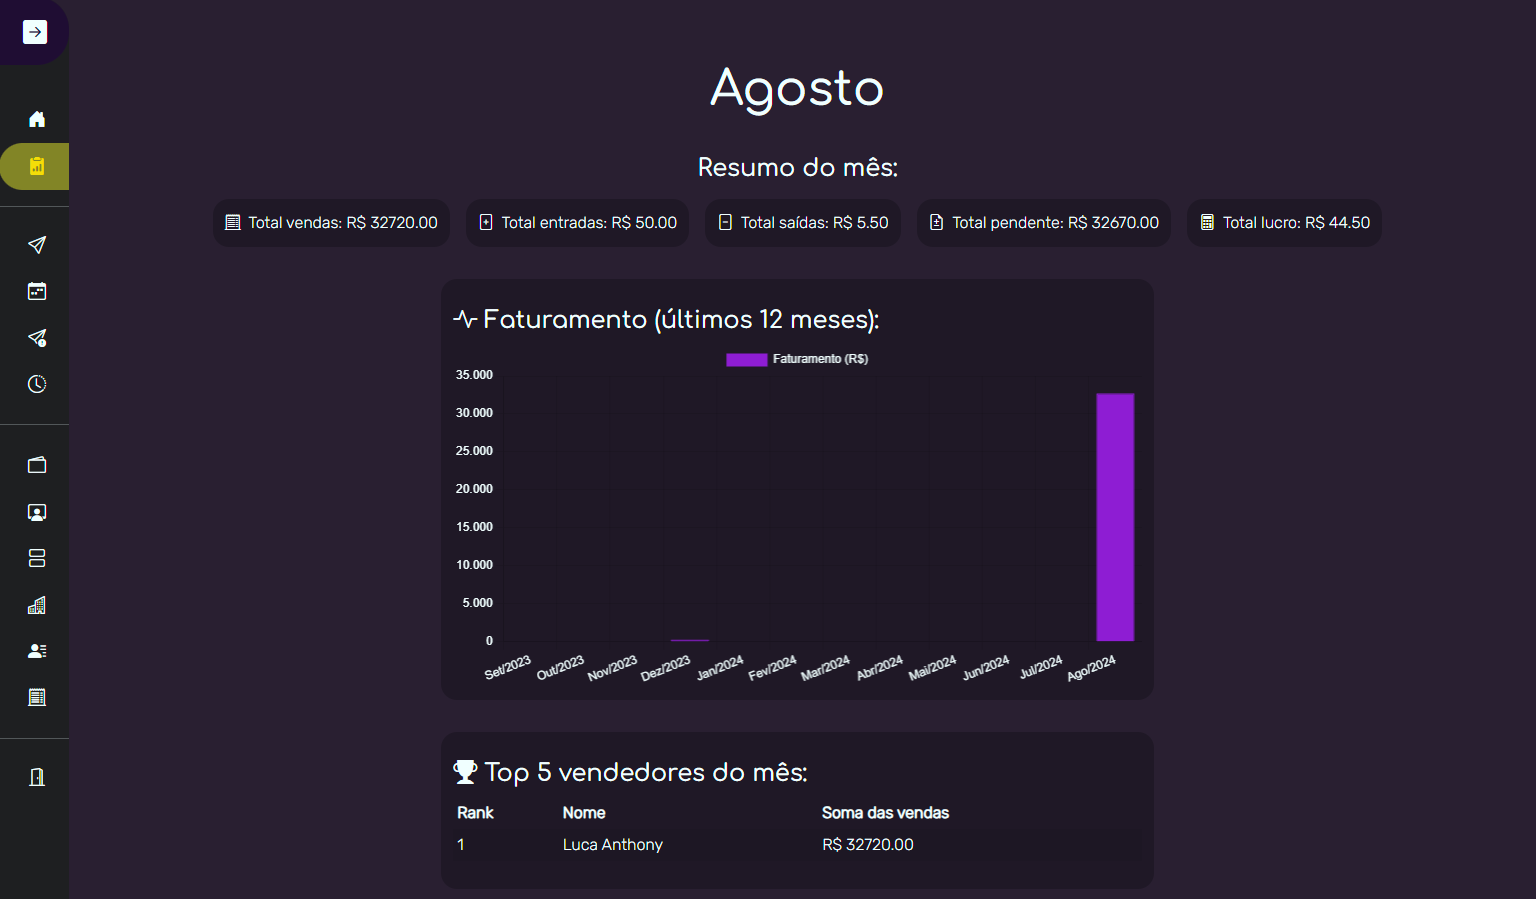 Agosto
Resumo do mês:
Total vendas: R$ 32720.00
Total entradas: R$ 50.00
Total saídas: R$ 5.50
Total pendente: R$ 32670.00
Total lucro: R$ 44.50
Faturamento (últimos 12 meses):
Faturamento (R$)
35.000
30.000
25.000
20.000
15.000
10.000
5.000
0
Set/2023 Out/2023 Nov/2023 Dez/2023 Jan/2024 Fev/2024 Mar/2024 Abr/2024 Mai/2024 Jun/2024 Jul/2024 Ago/2024
Top 5 vendedores do mês:
Rank Nome Soma das vendas
1 Luca Anthony R$ 32720.00